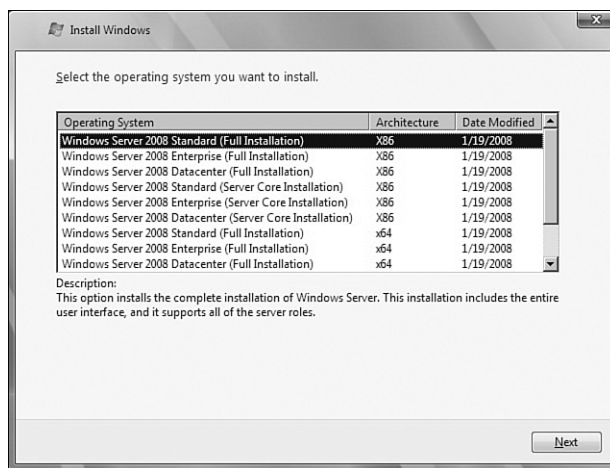 Install Windows
Select the operating system you want to install.
Operating System Architecture Date Modified
Windows Server 2008 Standard (Full Installation) X86 1/19/2008
Windows Server 2008 Enterprise (Full Installation) X86 1/19/2008
Windows Server 2008 Datacenter (Full Installation) X86 1/19/2008
Windows Server 2008 Standard (Server Core Installation) X86 1/19/2008
Windows Server 2008 Enterprise (Server Core Installation) X86 1/19/2008
Windows Server 2008 Datacenter (Server Core Installation) X86 1/19/2008
Windows Server 2008 Standard (Full Installation) x64 1/19/2008
Windows Server 2008 Enterprise (Full Installation) x64 1/19/2008
Windows Server 2008 Datacenter (Full Installation) x64 1/19/2008
Description:
This option installs the complete installation of Windows Server. This installation includes the entire
user interface, and it supports all of the server roles.
Next